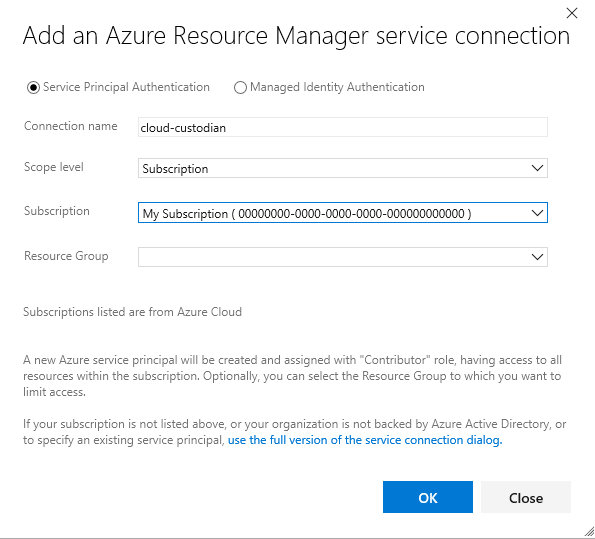 Add an Azure Resource Manager service connection
Service Principal Authentication Managed Identity Authentication
Connection name cloud-custodian
Scope level Subscription
Subscription My Subscription ( 00000000-0000-0000-0000-000000000000 )
Resource Group
Subscriptions listed are from Azure Cloud
A new Azure service principal will be created and assigned with "Contributor" role, having access to all
resources within the subscription. Optionally, you can select the Resource Group to which you want to
limit access.
If your subscription is not listed above, or your organization is not backed by Azure Active Directory, or
to specify an existing service principal, use the full version of the service connection dialog.
OK Close